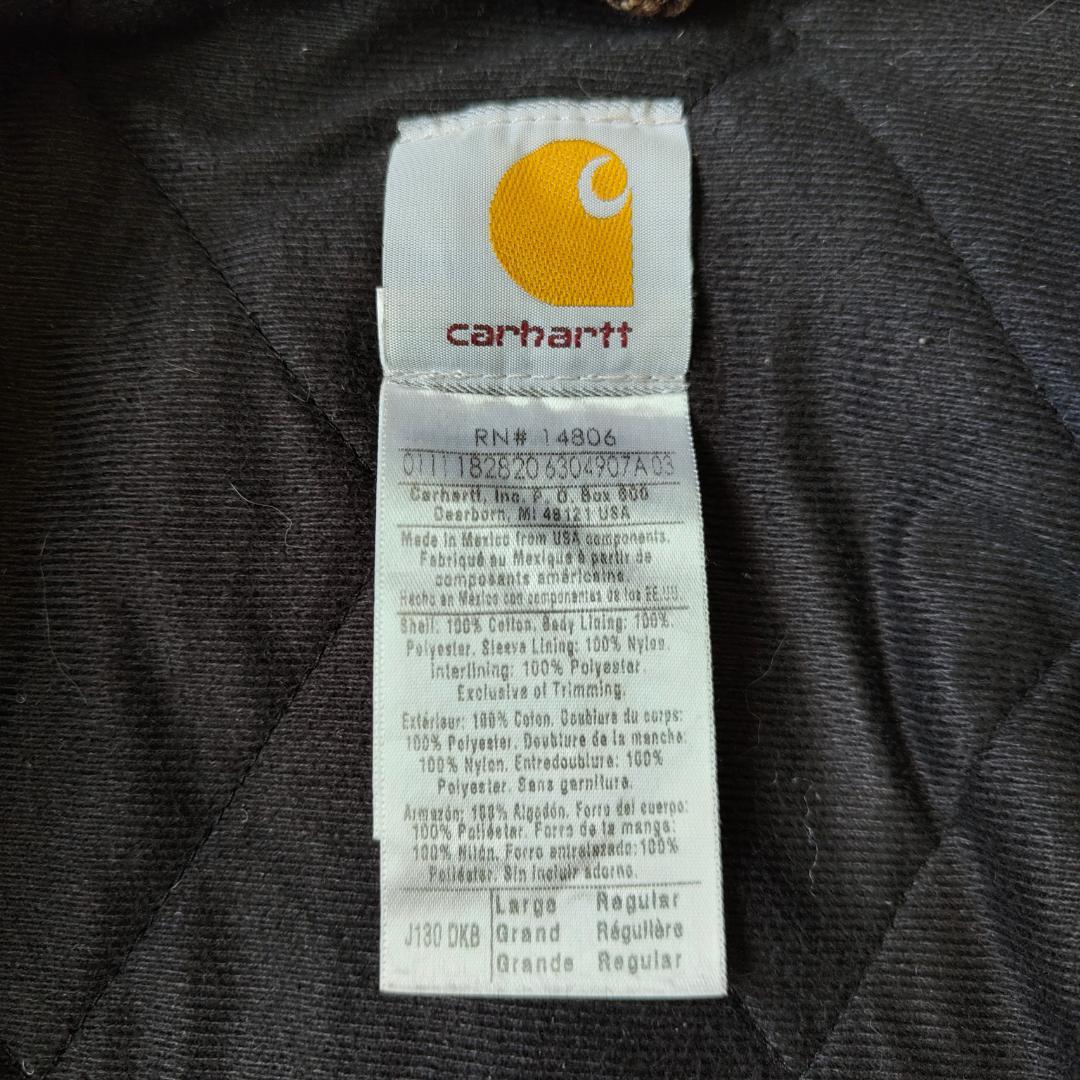 carhartt
RN# 14806
0111182820 6304907A 03
Carhartt, Inc. P. O. Box 600
Dearborn, MI 48121 USA
Made in Mexico from USA components.
Fabriqué au Mexique à partir de
composants américains.
Hecho en México con componentes de los EE.UU.
Shell: 100% Cotton. Body Lining: 100%
Polyester. Sleeve Lining: 100% Nylon.
Interlining: 100% Polyester.
Exclusive of Trimming.
Extérieur: 100% Coton. Doublure du corps:
100% Polyester. Doublure de la manche:
100% Nylon. Entredoublure: 100%
Polyester. Sans garniture.
Armazón: 100% Algodón. Forro del cuerpo:
100% Poliéster. Forro de la manga:
100% Nilón. Forro entrelazado: 100%
Poliéster. Sin incluir adorno.
J130 DKB
Large Regular
Grand Régulière
Grande Regular